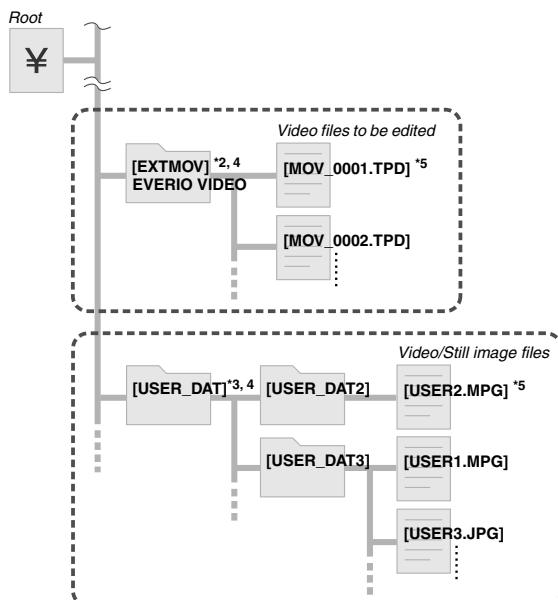 Root
¥
Video files to be edited
[EXTMOV] *2, 4
EVERIO VIDEO
[MOV_0001.TPD] *5
[MOV_0002.TPD]
Video/Still image files
[USER_DAT]*3, 4
[USER_DAT2]
[USER2.MPG] *5
[USER_DAT3]
[USER1.MPG]
[USER3.JPG]